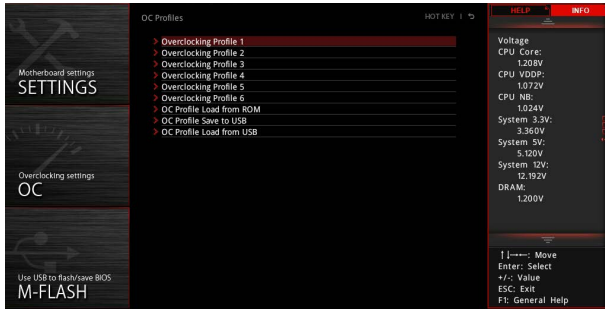 OC Profiles
HOT KEY | ↰
HELP
INFO
Motherboard settings
SETTINGS
Overclocking settings
OC
Use USB to flash/save BIOS
M-FLASH
> Overclocking Profile 1
> Overclocking Profile 2
> Overclocking Profile 3
> Overclocking Profile 4
> Overclocking Profile 5
> Overclocking Profile 6
> OC Profile Load from ROM
> OC Profile Save to USB
> OC Profile Load from USB
Voltage
CPU Core:
1.208V
CPU VDDP:
1.072V
CPU NB:
1.024V
System 3.3V:
3.360V
System 5V:
5.120V
System 12V:
12.192V
DRAM:
1.200V
↑↓→←: Move
Enter: Select
+/-: Value
ESC: Exit
F1: General Help